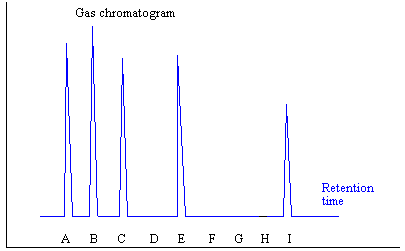 Gas chromatogram
Retention
time
A B C D E F G H I